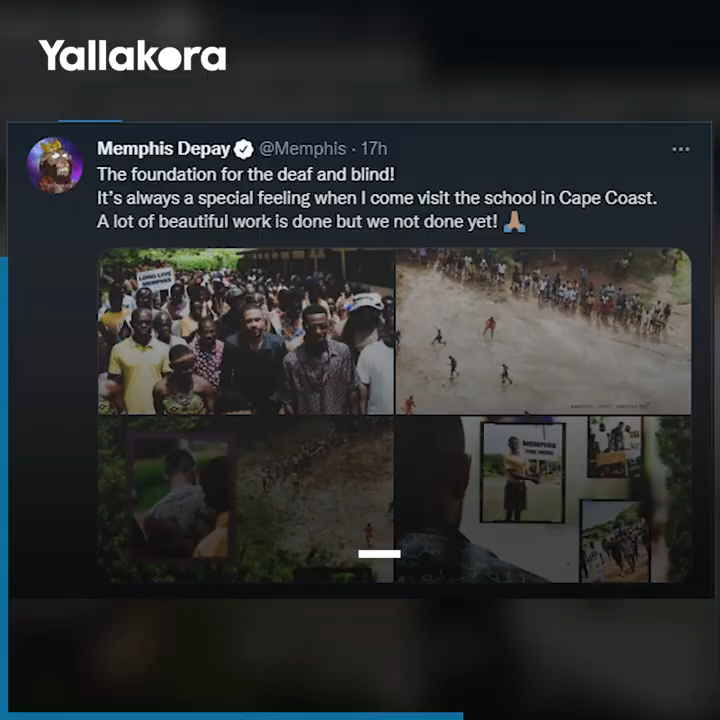 Yallakora
Memphis Depay @Memphis · 17h
The foundation for the deaf and blind!
It's always a special feeling when I come visit the school in Cape Coast.
A lot of beautiful work is done but we not done yet! 🙏🏽
LONG LIVE
MEMPHIS
MEMPHIS